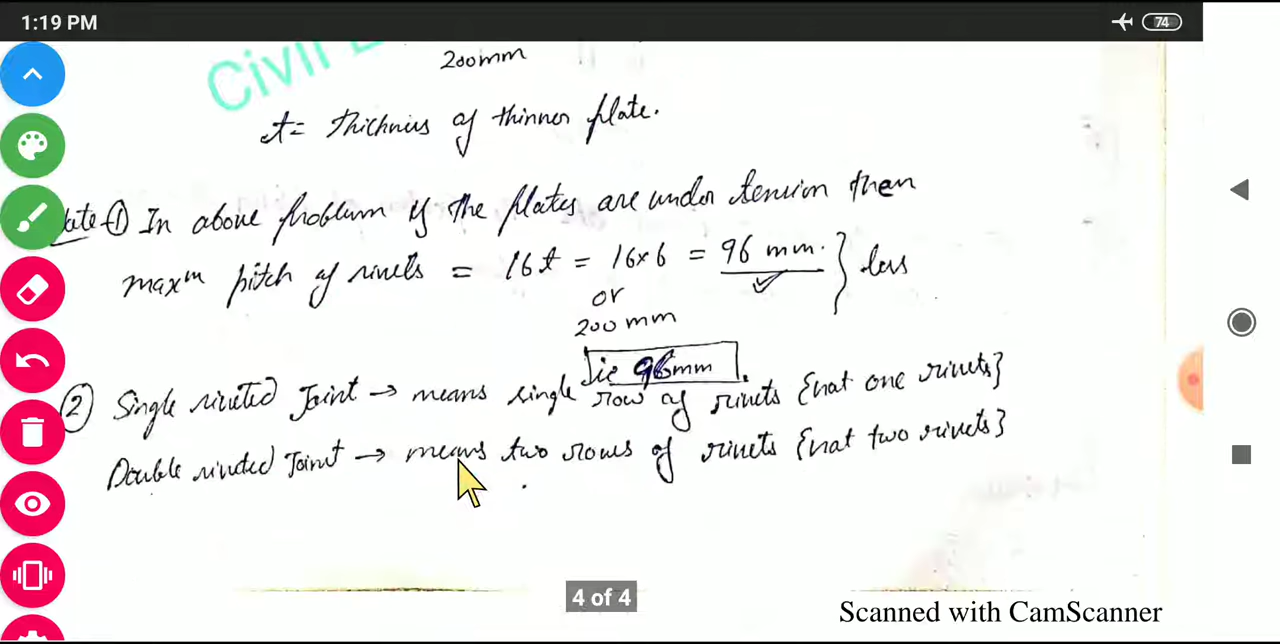 1:19 PM
74
Civil E
200mm
t = Thickness of thinner plate.
Note-① In above problem if the plates are under tension then
maxᵐ pitch of rivets = 16t = 16×6 = 96 mm. } less
or
200 mm
ie 96mm
② Single riveted Joint → means single row of rivets {not one rivets}
Double riveted Joint → means two rows of rivets {not two rivets}
4 of 4
Scanned with CamScanner